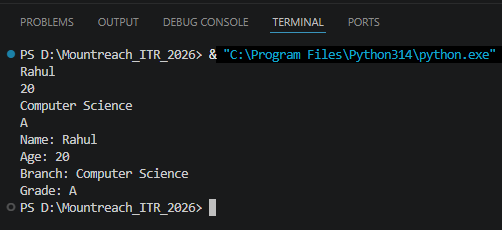 PROBLEMS OUTPUT DEBUG CONSOLE TERMINAL PORTS
PS D:\Mountreach_ITR_2026> & "C:\Program Files\Python314\python.exe"
Rahul
20
Computer Science
A
Name: Rahul
Age: 20
Branch: Computer Science
Grade: A
PS D:\Mountreach_ITR_2026>